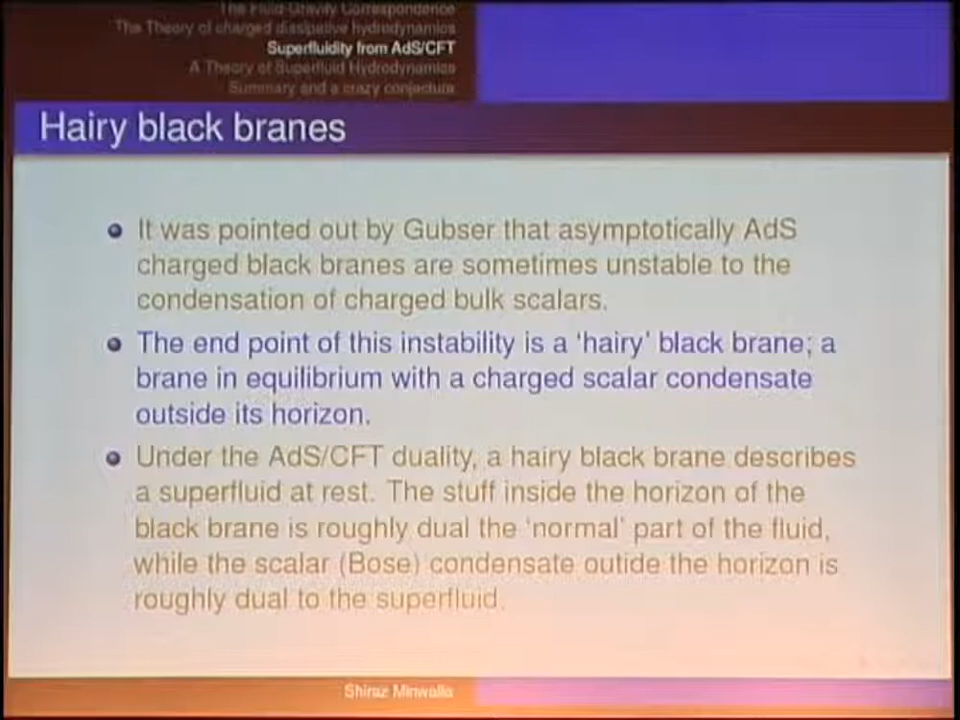 The Fluid-Gravity Correspondence
The Theory of charged dissipative hydrodynamics
Superfluidity from AdS/CFT
A Theory of Superfluid Hydrodynamics
Summary and a crazy conjecture
Hairy black branes
It was pointed out by Gubser that asymptotically AdS
charged black branes are sometimes unstable to the
condensation of charged bulk scalars.
The end point of this instability is a ‘hairy’ black brane; a
brane in equilibrium with a charged scalar condensate
outside its horizon.
Under the AdS/CFT duality, a hairy black brane describes
a superfluid at rest. The stuff inside the horizon of the
black brane is roughly dual the ‘normal’ part of the fluid,
while the scalar (Bose) condensate outide the horizon is
roughly dual to the superfluid.
Shiraz Minwalla